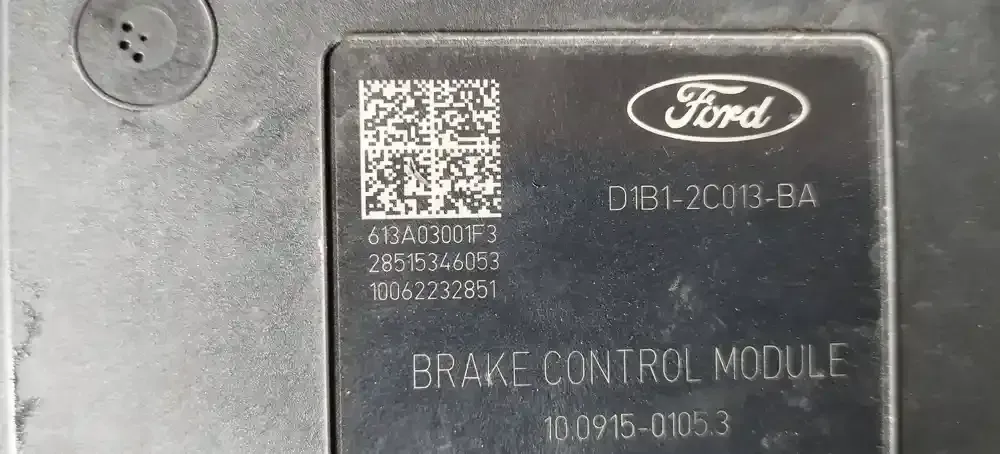 Ford
D1B1-2C013-BA
613A03001F3
28515346053
10062232851
BRAKE CONTROL MODULE
10.0915-0105.3